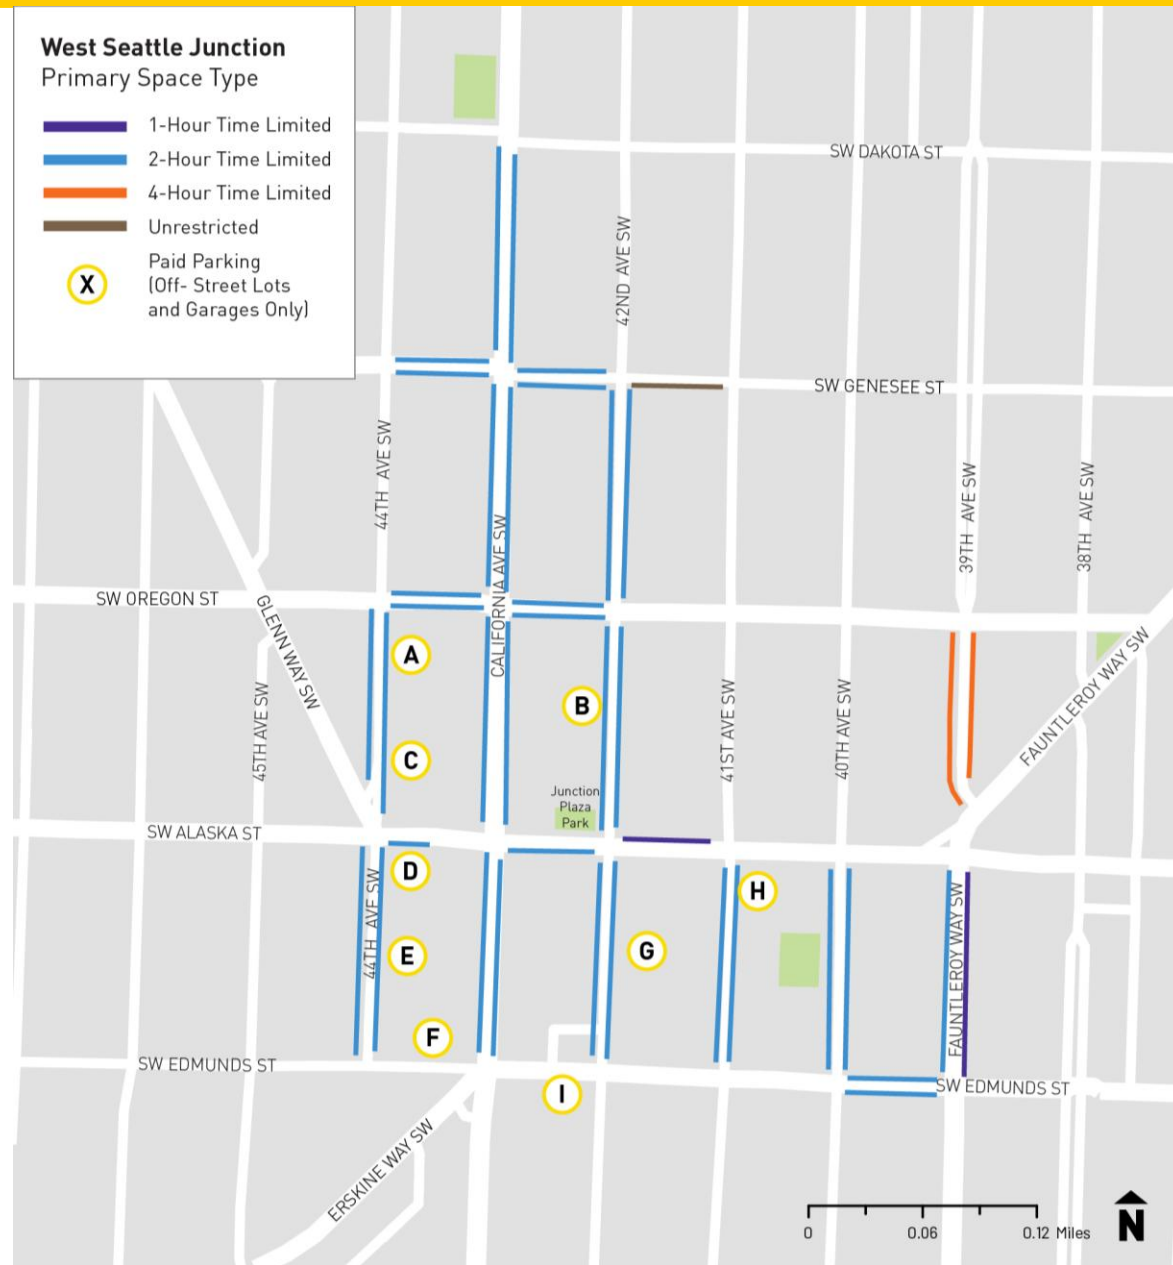 West Seattle Junction
Primary Space Type
1-Hour Time Limited
2-Hour Time Limited
4-Hour Time Limited
Unrestricted
X
Paid Parking
(Off- Street Lots
and Garages Only)
SW DAKOTA ST
42ND AVE SW
SW GENESEE ST
44TH AVE SW
39TH AVE SW
38TH AVE SW
CALIFORNIA AVE SW
SW OREGON ST
GLENN WAY SW
FAUNTLEROY WAY SW
A
B
45TH AVE SW
41ST AVE SW
40TH AVE SW
C
Junction
Plaza
Park
SW ALASKA ST
D
H
44TH AVE SW
FAUNTLEROY WAY SW
E
G
F
SW EDMUNDS ST
SW EDMUNDS ST
I
ERSKINE WAY SW
0
0.06
0.12 Miles
N